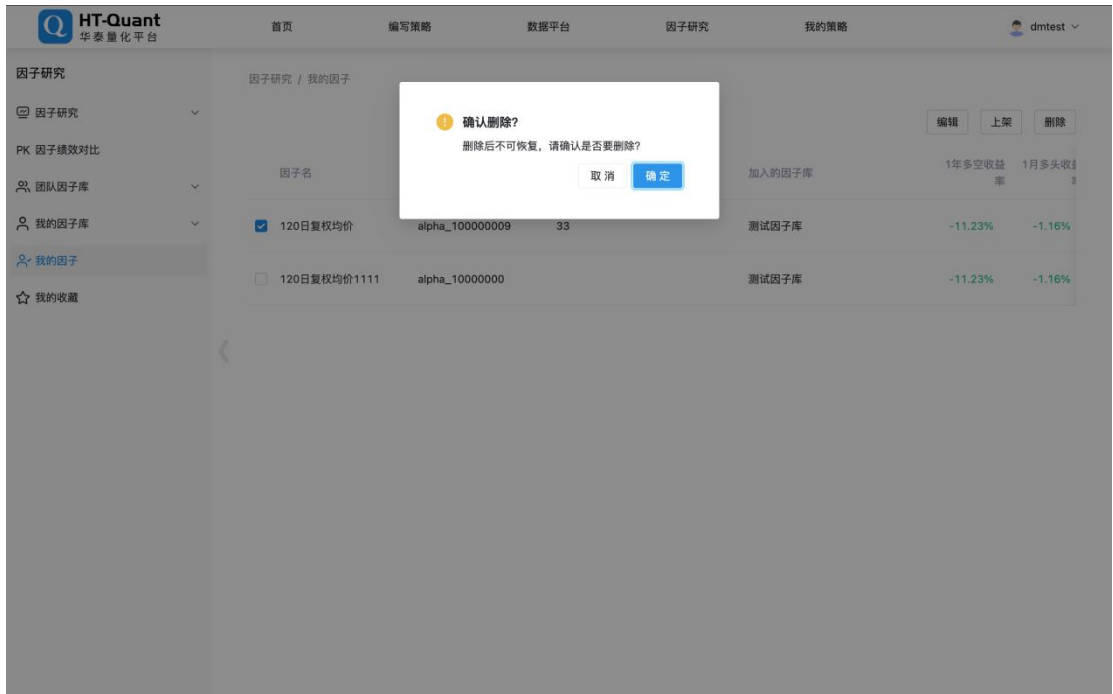 HT-Quant
华泰量化平台
首页 编写策略 数据平台 因子研究 我的策略 dmtest
因子研究
因子研究 / 我的因子
因子研究
PK 因子绩效对比
团队因子库
我的因子库
我的因子
我的收藏
确认删除?
删除后不可恢复，请确认是否要删除?
取 消 确 定
编辑 上架 删除
因子名 加入的因子库 1年多空收益率 1月多头收益
120日复权均价 alpha_100000009 33 测试因子库 -11.23% -1.16%
120日复权均价1111 alpha_10000000 测试因子库 -11.23% -1.16%